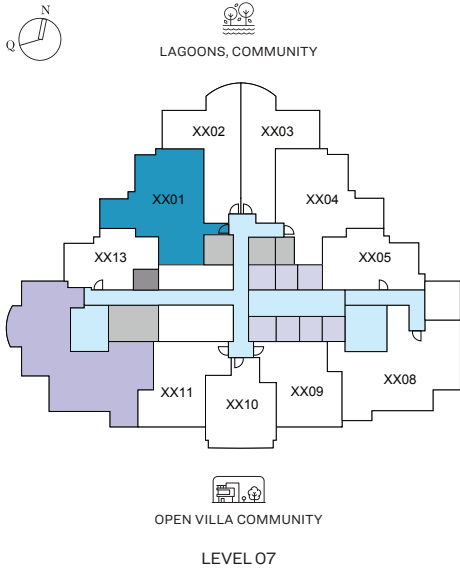 N
Q
LAGOONS, COMMUNITY
XX02
XX03
XX01
XX04
XX13
XX05
XX11
XX10
XX09
XX08
OPEN VILLA COMMUNITY
LEVEL 07